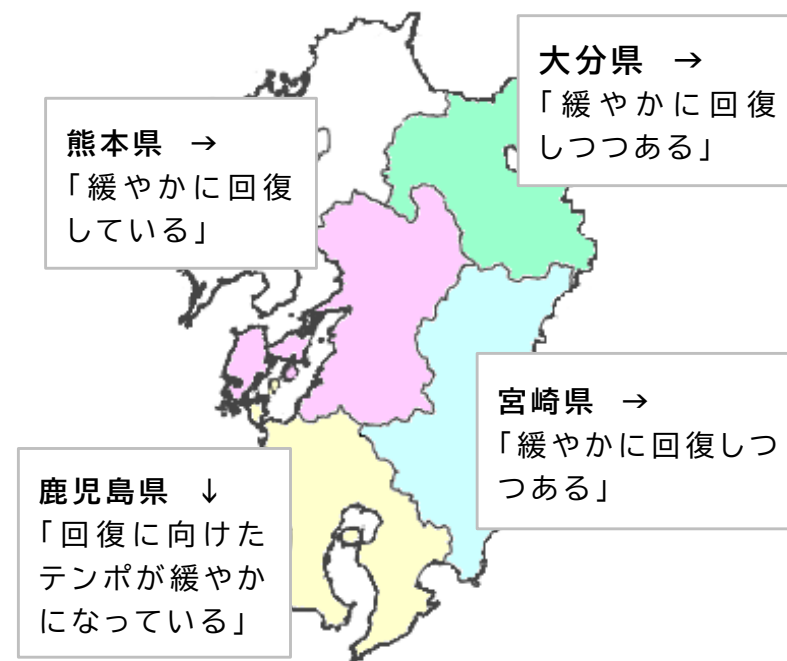 大分県 →
「緩やかに回復
しつつある」
熊本県 →
「緩やかに回復
している」
宮崎県 →
「緩やかに回復しつ
つある」
鹿児島県 ↓
「回復に向けた
テンポが緩やか
になっている」